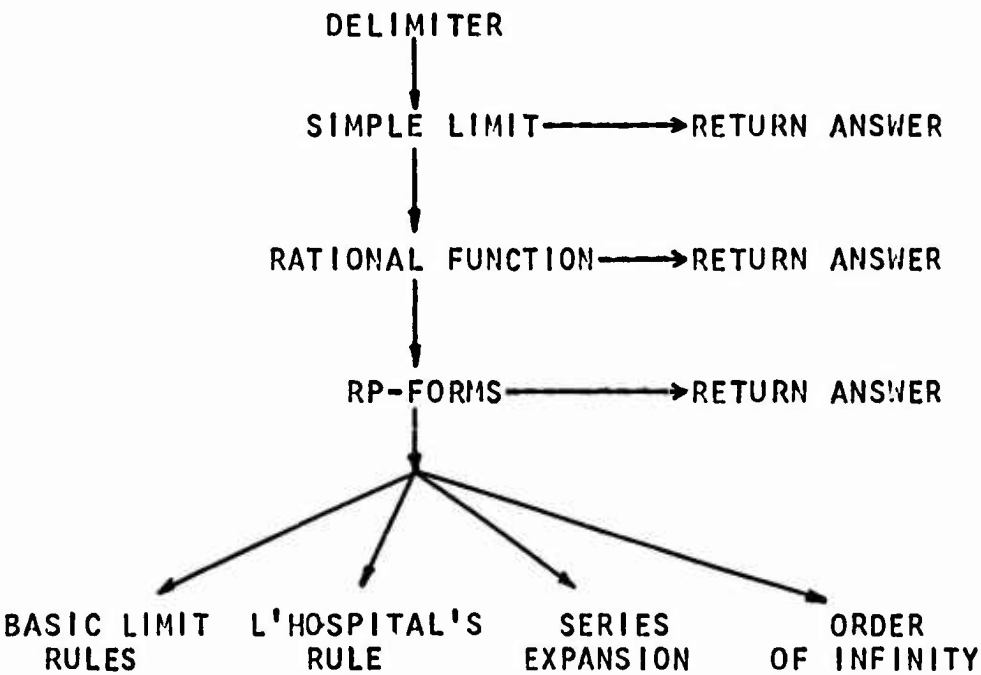 DELIMITER
SIMPLE LIMIT RETURN ANSWER
RATIONAL FUNCTION RETURN ANSWER
RP-FORMS RETURN ANSWER
BASIC LIMIT RULES
L'HOSPITAL'S RULE
SERIES EXPANSION
ORDER OF INFINITY